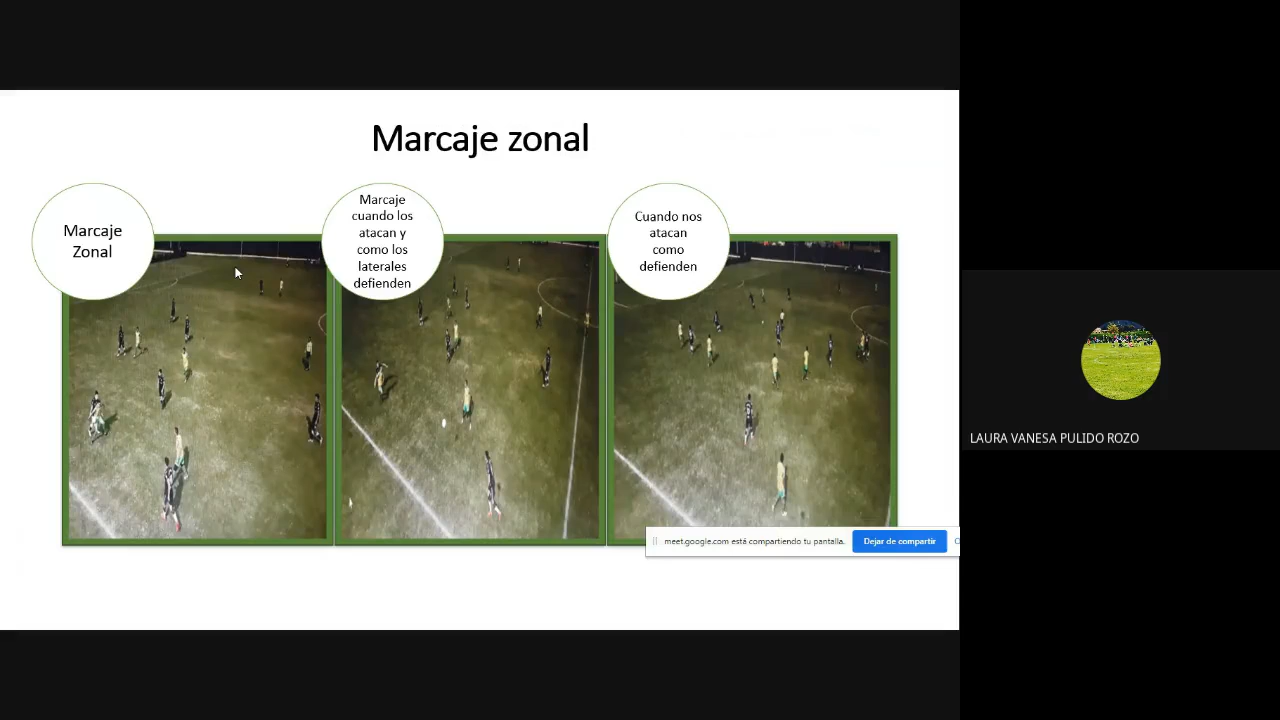 Marcaje zonal
Marcaje
Zonal
Marcaje
cuando los
atacan y
como los
laterales
defienden
Cuando nos
atacan
como
defienden
meet.google.com está compartiendo tu pantalla.
Dejar de compartir
LAURA VANESA PULIDO ROZO